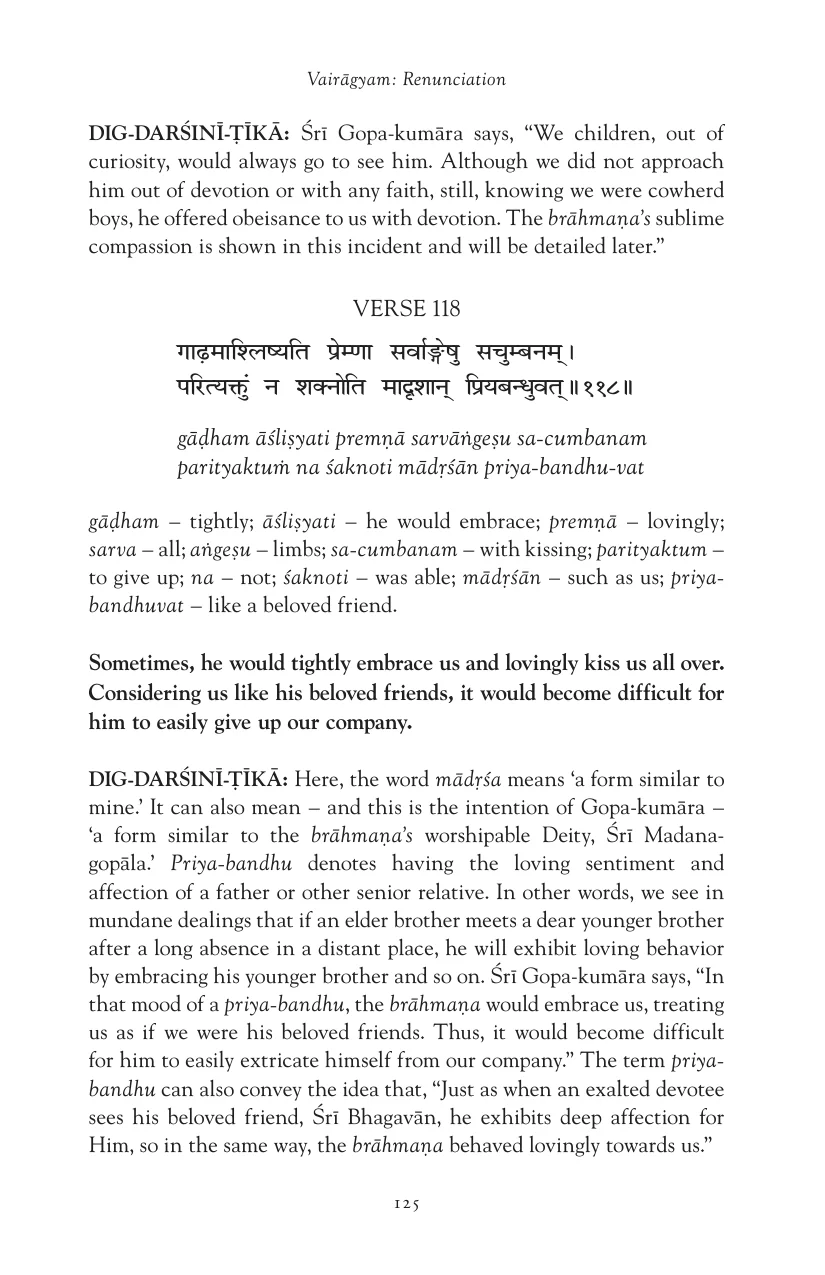 Vairāgyam: Renunciation
DIG-DARŚINĪ-ṬĪKĀ: Śrī Gopa-kumāra says, “We children, out of
curiosity, would always go to see him. Although we did not approach
him out of devotion or with any faith, still, knowing we were cowherd
boys, he offered obeisance to us with devotion. The brāhmaṇa’s sublime
compassion is shown in this incident and will be detailed later.”
VERSE 118
गाढ़माश्लिष्यति प्रेम्णा सर्वाङ्गेषु सचुम्बनम्।
परित्यक्तुं न शक्नोति मादृशान् प्रियबन्धुवत्॥११८॥
gāḍham āśliṣyati premṇā sarvāṅgeṣu sa-cumbanam
parityaktuṁ na śaknoti mādṛśān priya-bandhu-vat
gāḍham – tightly; āśliṣyati – he would embrace; premṇā – lovingly;
sarva – all; aṅgeṣu – limbs; sa-cumbanam – with kissing; parityaktum –
to give up; na – not; śaknoti – was able; mādṛśān – such as us; priya-
bandhuvat – like a beloved friend.
Sometimes, he would tightly embrace us and lovingly kiss us all over.
Considering us like his beloved friends, it would become difficult for
him to easily give up our company.
DIG-DARŚINĪ-ṬĪKĀ: Here, the word mādṛśa means ‘a form similar to
mine.’ It can also mean – and this is the intention of Gopa-kumāra –
‘a form similar to the brāhmaṇa’s worshipable Deity, Śrī Madana-
gopāla.’ Priya-bandhu denotes having the loving sentiment and
affection of a father or other senior relative. In other words, we see in
mundane dealings that if an elder brother meets a dear younger brother
after a long absence in a distant place, he will exhibit loving behavior
by embracing his younger brother and so on. Śrī Gopa-kumāra says, “In
that mood of a priya-bandhu, the brāhmaṇa would embrace us, treating
us as if we were his beloved friends. Thus, it would become difficult
for him to easily extricate himself from our company.” The term priya-
bandhu can also convey the idea that, “Just as when an exalted devotee
sees his beloved friend, Śrī Bhagavān, he exhibits deep affection for
Him, so in the same way, the brāhmaṇa behaved lovingly towards us.”
125